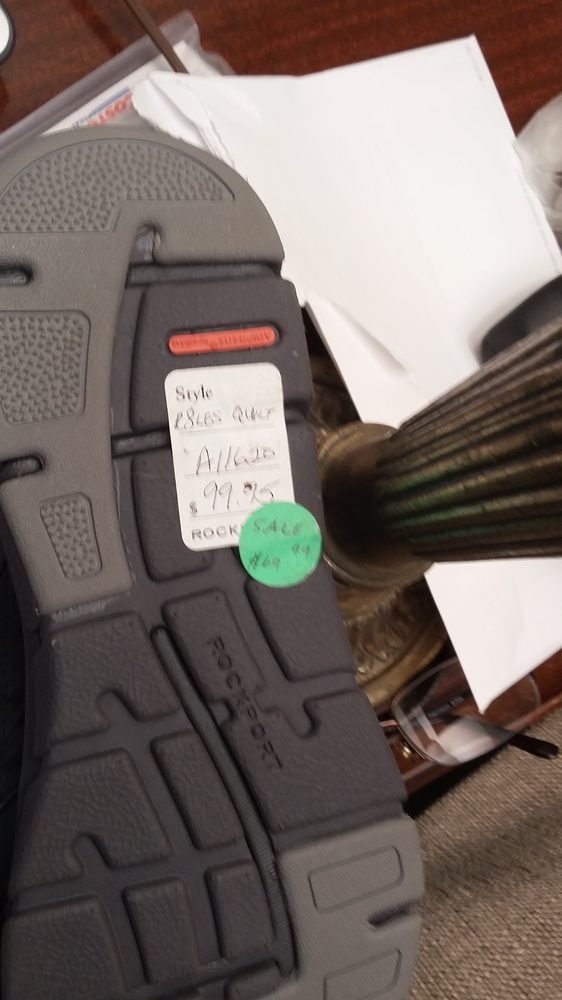 Style
A11620
$ 99.95
ROCK
SALE
$69 99
ROCKPORT